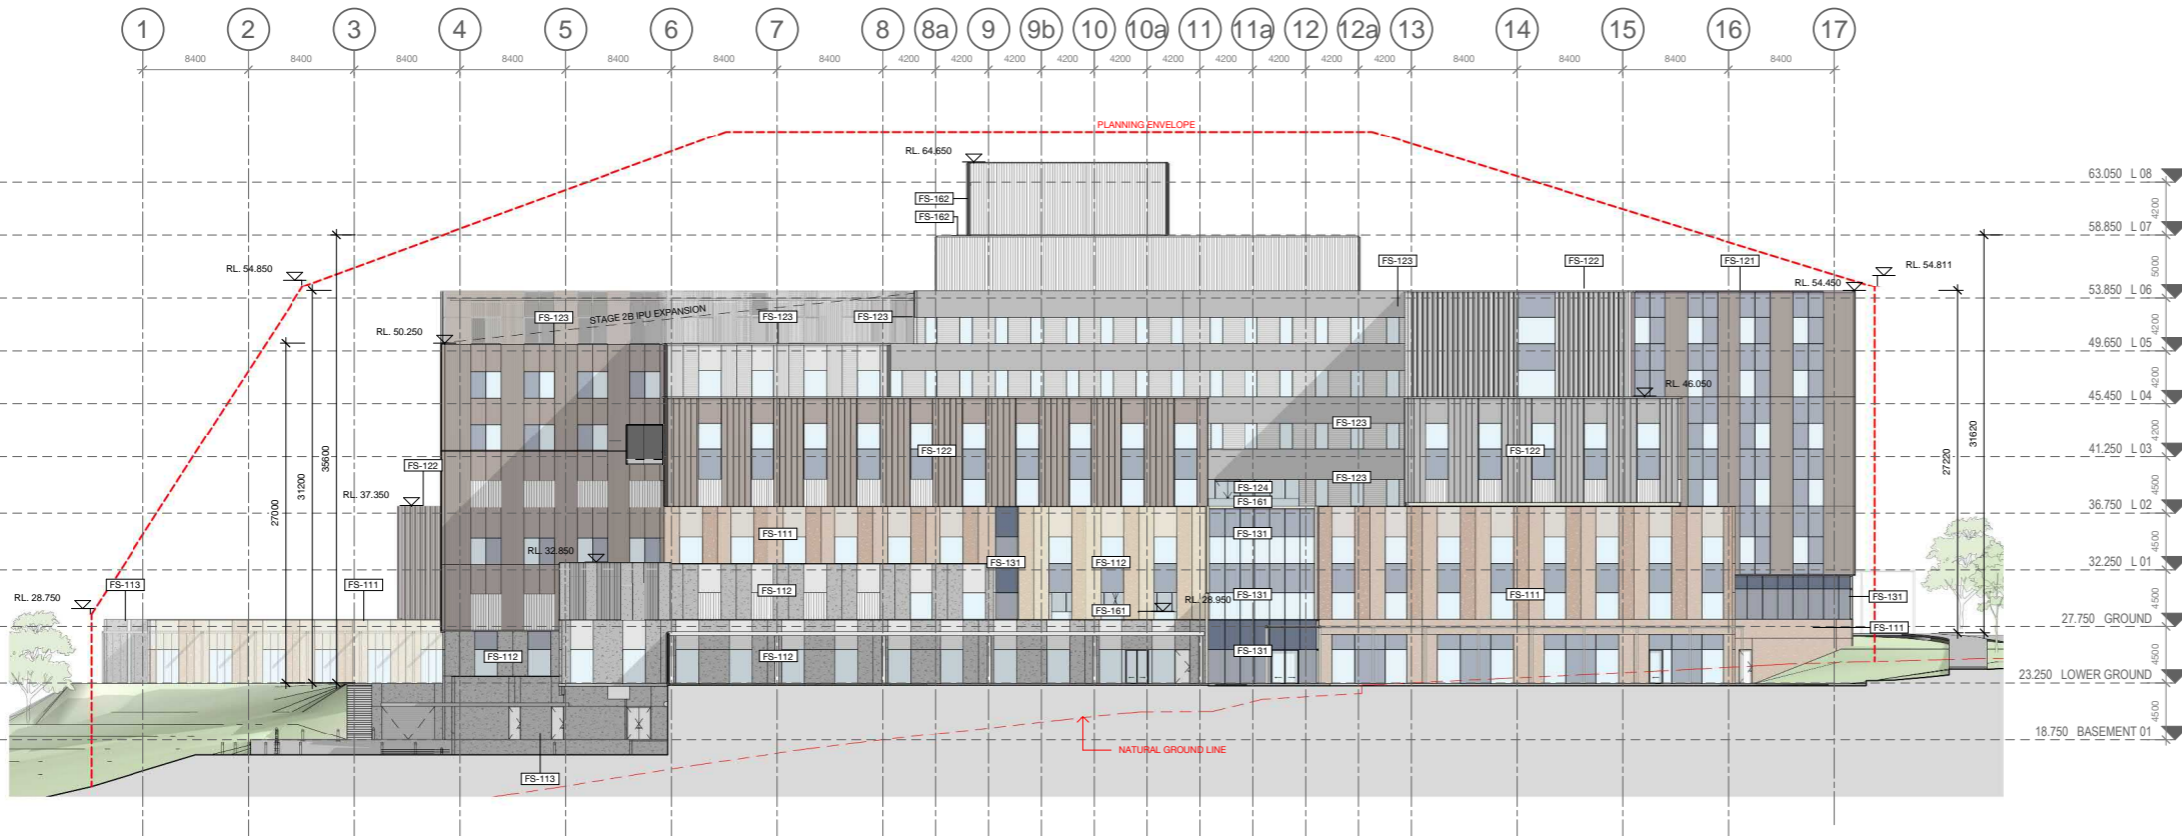 1 2 3 4 5 6 7 8 8a 9 9b 10 10a 11 11a 12 12a 13 14 15 16 17
8400 8400 8400 8400 8400 8400 8400 4200 4200 4200 4200 4200 4200 4200 4200 4200 4200 8400 8400 8400 8400
PLANNING ENVELOPE
RL. 64.650
63.050 L 08
FS-162
4200
FS-162
58.850 L 07
FS-123
FS-122
FS-121
RL. 54.811
RL. 54.850
5000
RL. 54.450
53.850 L 06
STAGE 2B IPU EXPANSION
FS-123
FS-123
FS-123
RL. 50.250
4200
49.650 L 05
RL. 46.050
4200
45.450 L 04
FS-123
31620
4200
FS-122
FS-122
27220
41.250 L 03
35600
FS-122
FS-123
31200
FS-124
4500
RL. 37.350
FS-161
27000
36.750 L 02
FS-111
FS-131
4500
RL. 32.850
FS-131
FS-112
32.250 L 01
FS-113
FS-111
FS-112
FS-131
FS-111
FS-131
4500
RL. 28.750
RL. 28.950
FS-161
27.750 GROUND
FS-111
FS-112
FS-112
FS-131
4500
23.250 LOWER GROUND
4500
18.750 BASEMENT 01
NATURAL GROUND LINE
FS-113